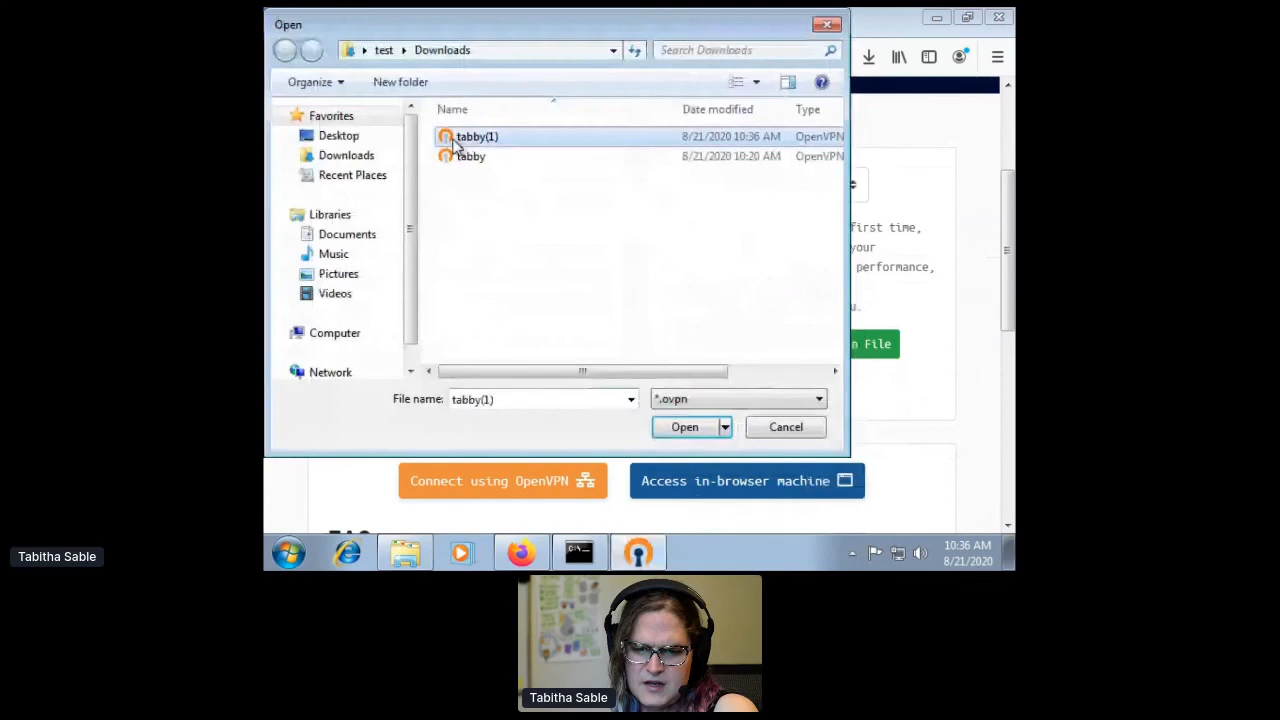 Open
test
Downloads
Search Downloads
Organize
New folder
Name
Date modified
Type
Favorites
Desktop
Downloads
Recent Places
Libraries
Documents
Music
Pictures
Videos
Computer
Network
tabby(1)
8/21/2020 10:36 AM
OpenVPN
tabby
8/21/2020 10:20 AM
OpenVPN
File name:
tabby(1)
*.ovpn
Open
Cancel
first time,
your
performance,
u.
n File
Connect using OpenVPN
Access in-browser machine
10:36 AM
8/21/2020
Tabitha Sable
Tabitha Sable